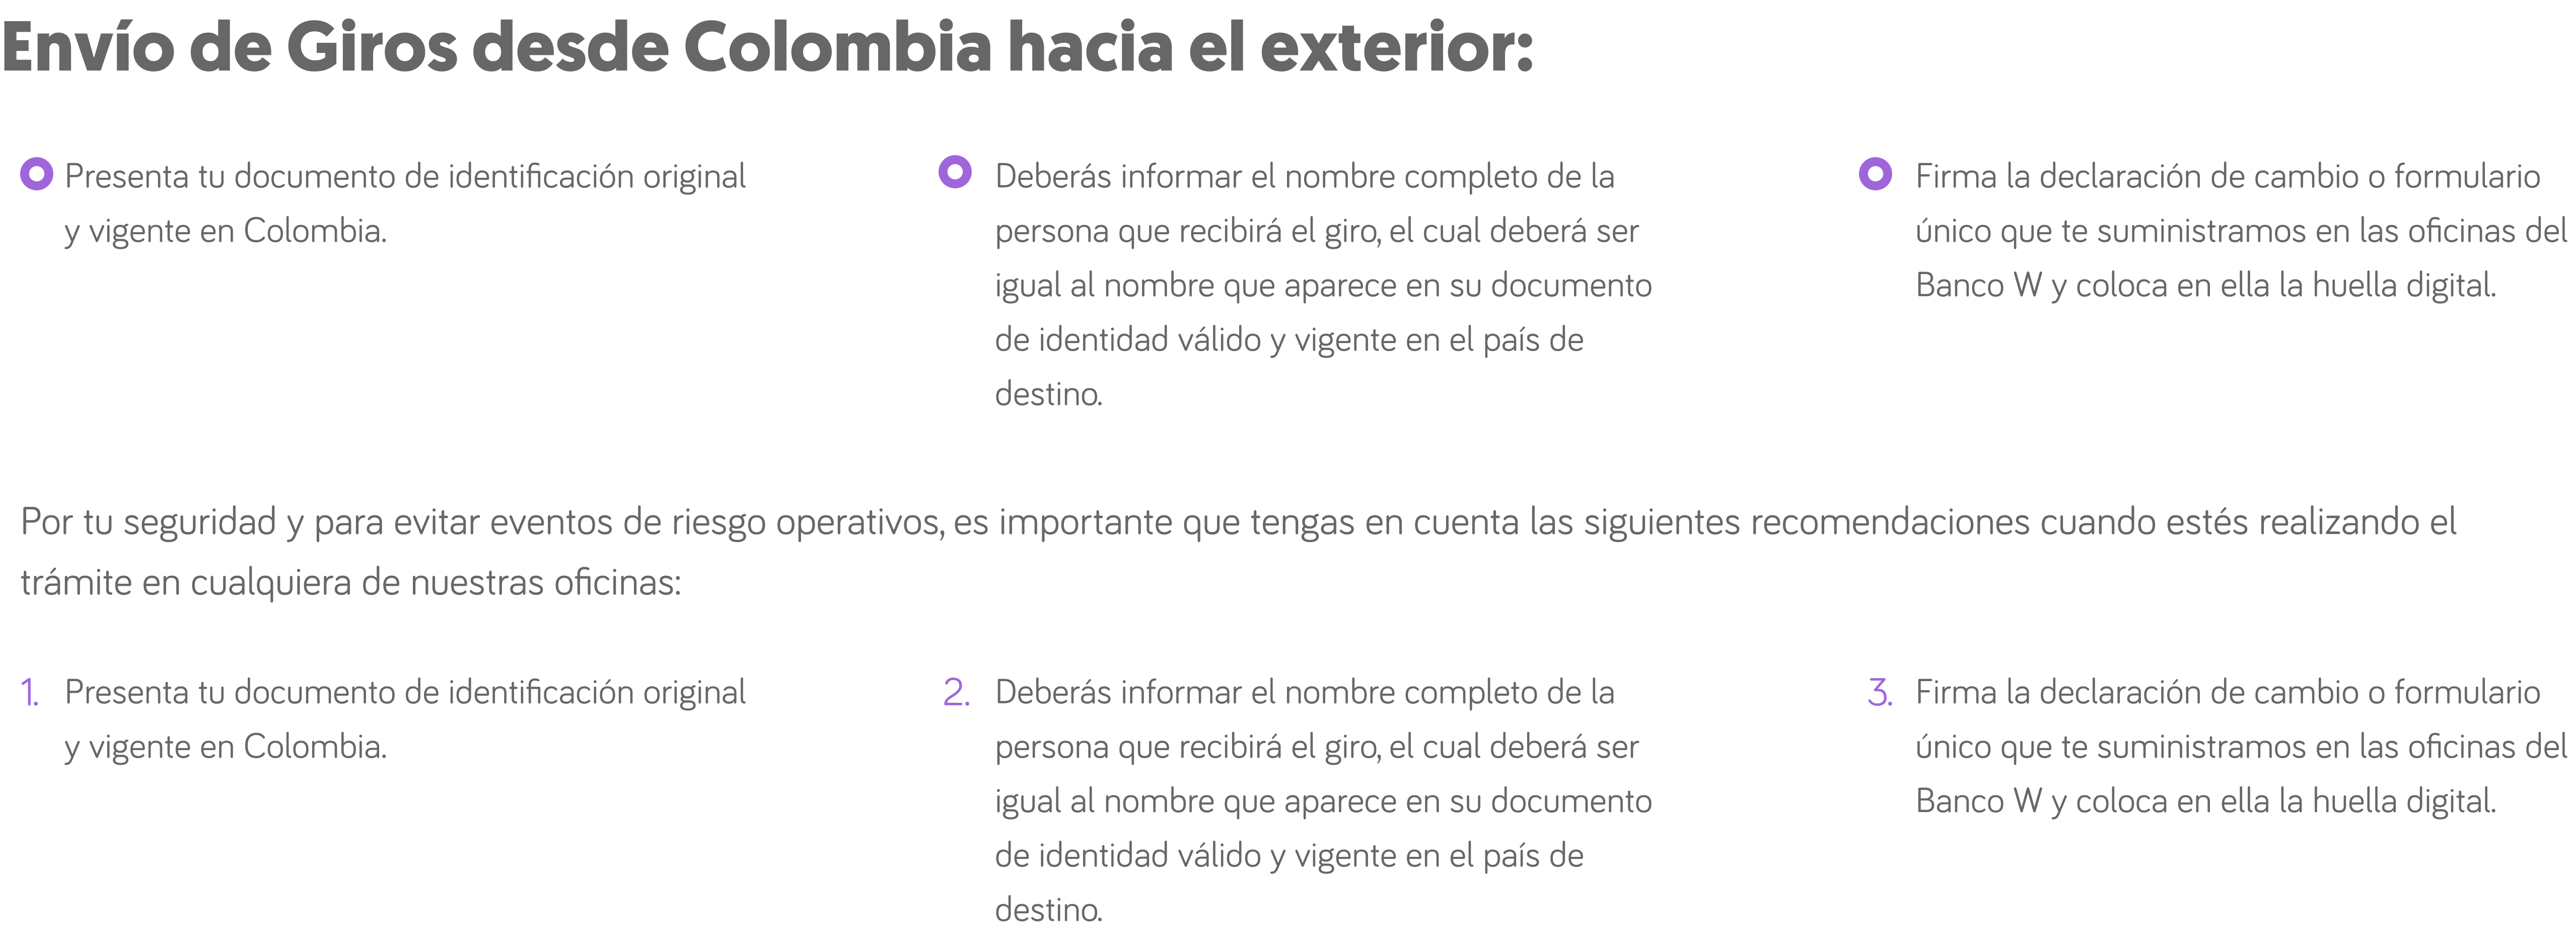 Envío de Giros desde Colombia hacia el exterior:
Presenta tu documento de identificación original
y vigente en Colombia.
Deberás informar el nombre completo de la
persona que recibirá el giro, el cual deberá ser
igual al nombre que aparece en su documento
de identidad válido y vigente en el país de
destino.
Firma la declaración de cambio o formulario
único que te suministramos en las oficinas del
Banco W y coloca en ella la huella digital.
Por tu seguridad y para evitar eventos de riesgo operativos, es importante que tengas en cuenta las siguientes recomendaciones cuando estés realizando el
trámite en cualquiera de nuestras oficinas:
1. Presenta tu documento de identificación original
y vigente en Colombia.
2. Deberás informar el nombre completo de la
persona que recibirá el giro, el cual deberá ser
igual al nombre que aparece en su documento
de identidad válido y vigente en el país de
destino.
3. Firma la declaración de cambio o formulario
único que te suministramos en las oficinas del
Banco W y coloca en ella la huella digital.